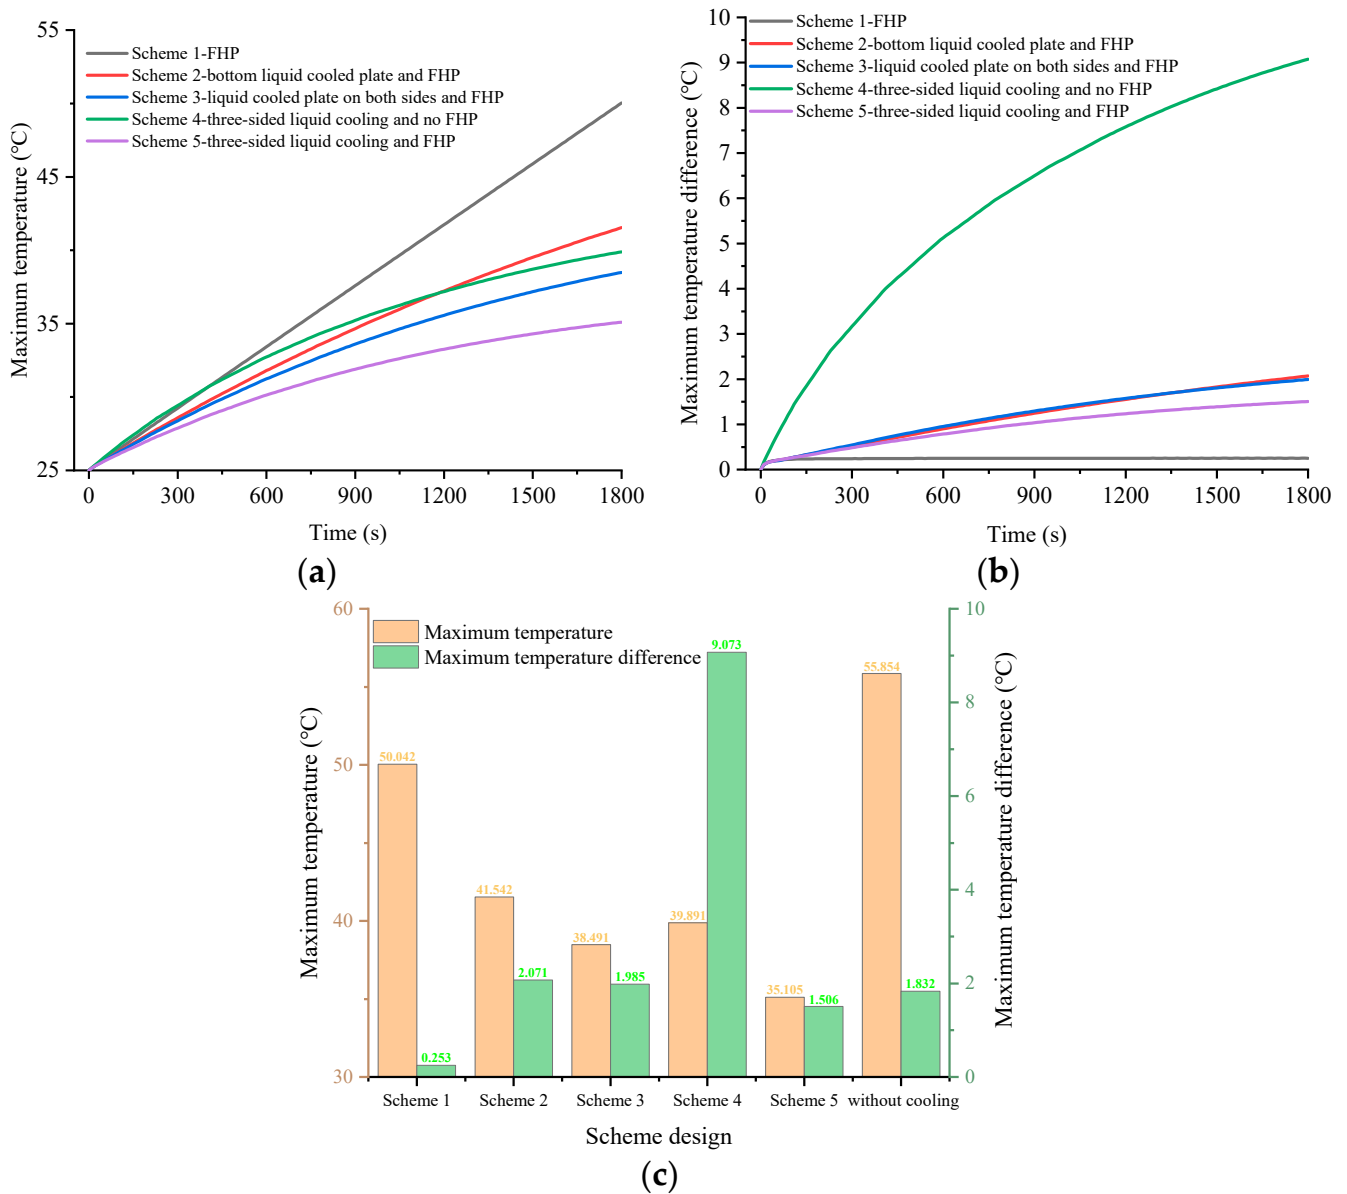 55
45
35
25
Maximum temperature (°C)
Scheme 1-FHP
Scheme 2-bottom liquid cooled plate and FHP
Scheme 3-liquid cooled plate on both sides and FHP
Scheme 4-three-sided liquid cooling and no FHP
Scheme 5-three-sided liquid cooling and FHP
0 300 600 900 1200 1500 1800
Time (s)
(a)
10
9
8
7
6
5
4
3
2
1
0
Maximum temperature difference (°C)
Scheme 1-FHP
Scheme 2-bottom liquid cooled plate and FHP
Scheme 3-liquid cooled plate on both sides and FHP
Scheme 4-three-sided liquid cooling and no FHP
Scheme 5-three-sided liquid cooling and FHP
0 300 600 900 1200 1500 1800
Time (s)
(b)
60
50
40
30
Maximum temperature (°C)
Maximum temperature
Maximum temperature difference
50.042
0.253
41.542
2.071
38.491
1.985
39.891
9.073
35.105
1.506
55.854
1.832
10
8
6
4
2
0
Maximum temperature difference (°C)
Scheme 1 Scheme 2 Scheme 3 Scheme 4 Scheme 5 without cooling
Scheme design
(c)